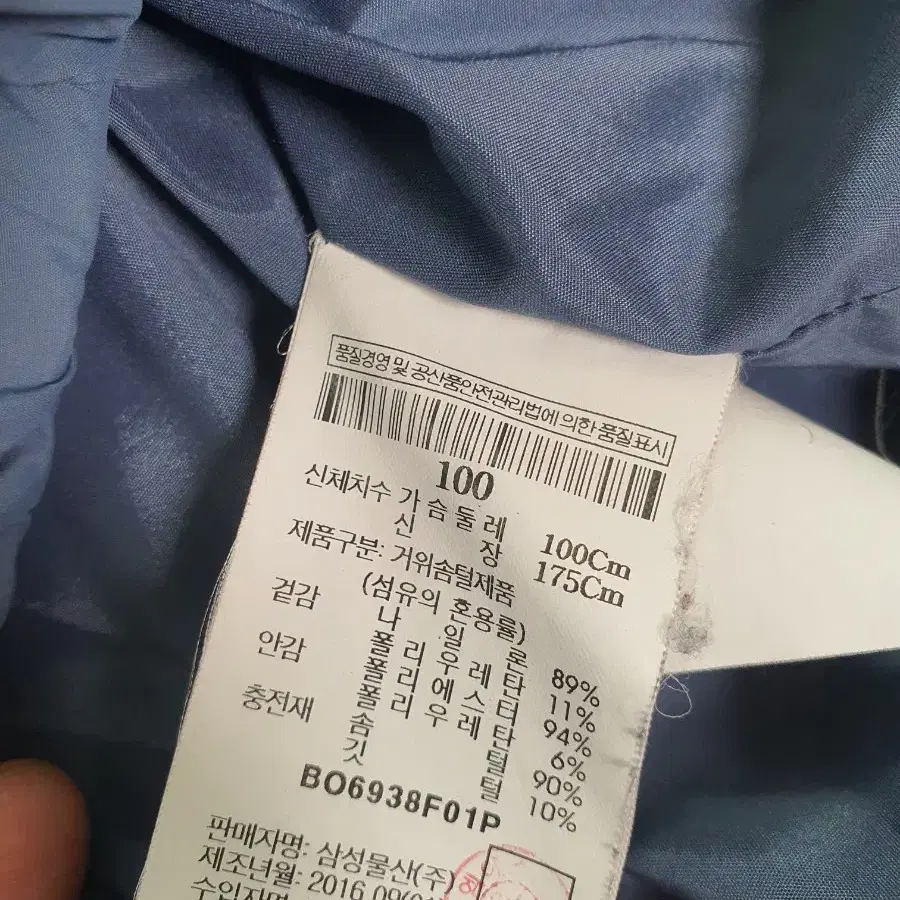 품질경영 및 공산품안전관리법에 의한 품질표시
100
신체치수 가슴둘레 100Cm
신장 175Cm
제품구분: 거위솜털제품
(섬유의 혼용률)
겉감 나일론 89%
폴리우레탄 11%
안감 폴리에스터 94%
폴리우레탄 6%
충전재 솜털 90%
깃털 10%
BO6938F01P
판매자명: 삼성물산(주)
제조년월: 2016.09
수입자명